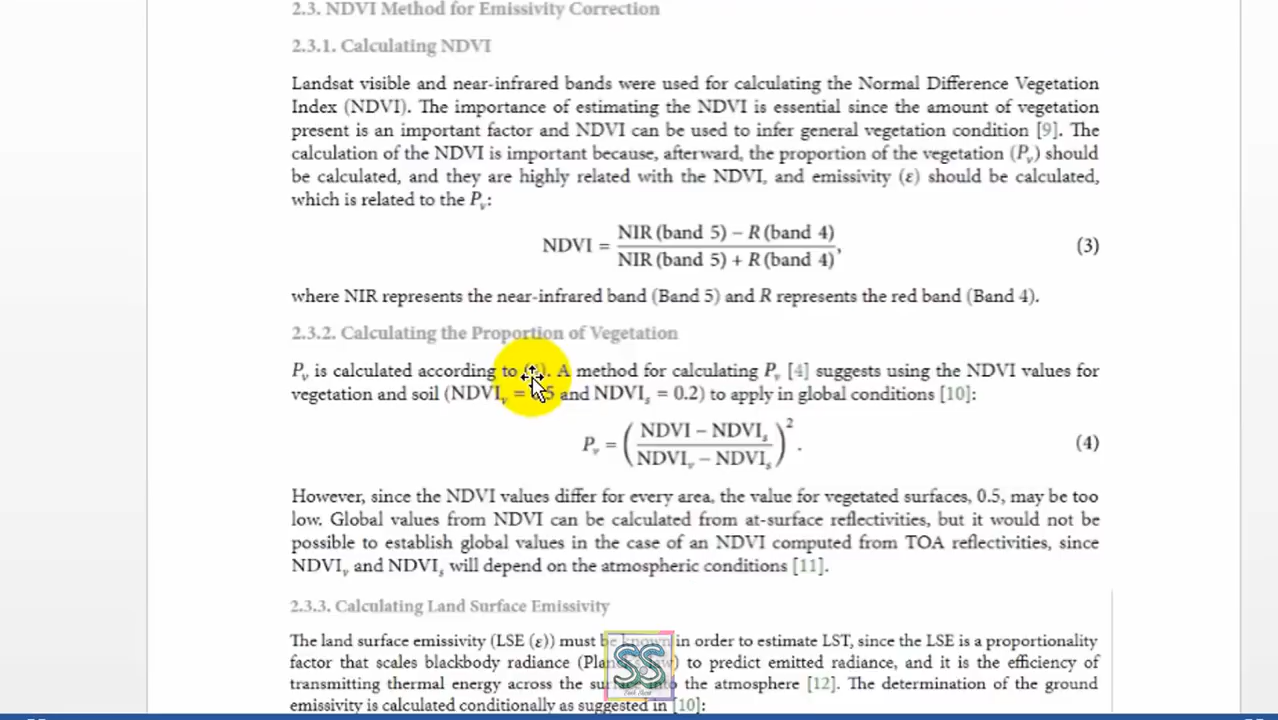 2.3. NDVI Method for Emissivity Correction
2.3.1. Calculating NDVI
Landsat visible and near-infrared bands were used for calculating the Normal Difference Vegetation
Index (NDVI). The importance of estimating the NDVI is essential since the amount of vegetation
present is an important factor and NDVI can be used to infer general vegetation condition [9]. The
calculation of the NDVI is important because, afterward, the proportion of the vegetation (Pᵥ) should
be calculated, and they are highly related with the NDVI, and emissivity (ε) should be calculated,
which is related to the Pᵥ:
NDVI = NIR (band 5) − R (band 4) / NIR (band 5) + R (band 4), (3)
where NIR represents the near-infrared band (Band 5) and R represents the red band (Band 4).
2.3.2. Calculating the Proportion of Vegetation
Pᵥ is calculated according to . A method for calculating Pᵥ [4] suggests using the NDVI values for
vegetation and soil (NDVIᵥ = 5 and NDVIₛ = 0.2) to apply in global conditions [10]:
Pᵥ = (NDVI − NDVIₛ / NDVIᵥ − NDVIₛ)². (4)
However, since the NDVI values differ for every area, the value for vegetated surfaces, 0.5, may be too
low. Global values from NDVI can be calculated from at-surface reflectivities, but it would not be
possible to establish global values in the case of an NDVI computed from TOA reflectivities, since
NDVIᵥ and NDVIₛ will depend on the atmospheric conditions [11].
2.3.3. Calculating Land Surface Emissivity
The land surface emissivity (LSE (ε)) must be in order to estimate LST, since the LSE is a proportionality
factor that scales blackbody radiance to predict emitted radiance, and it is the efficiency of
transmitting thermal energy across the the atmosphere [12]. The determination of the ground
emissivity is calculated conditionally as suggested in [10]:
SS